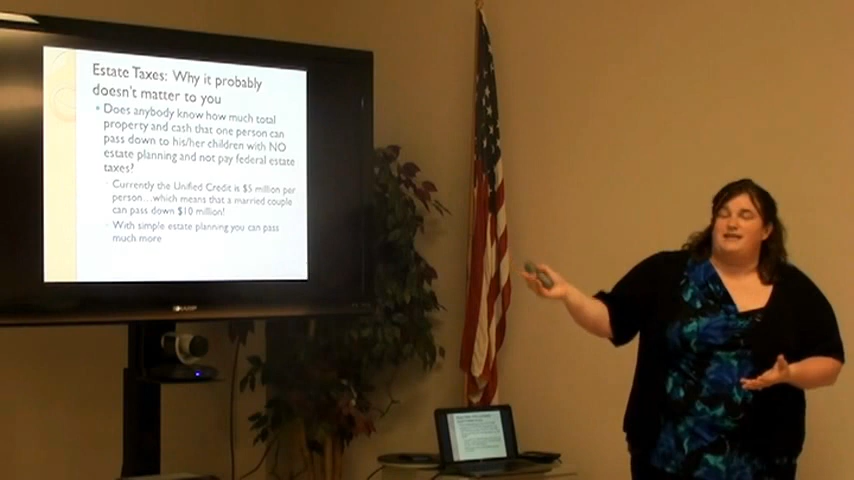 Estate Taxes: Why it probably
doesn't matter to you
Does anybody know how much total
property and cash that one person can
pass down to his/her children with NO
estate planning and not pay federal estate
taxes?
Currently the Unified Credit is $5 million per
person...which means that a married couple
can pass down $10 million!
With simple estate planning you can pass
much more
SHARP